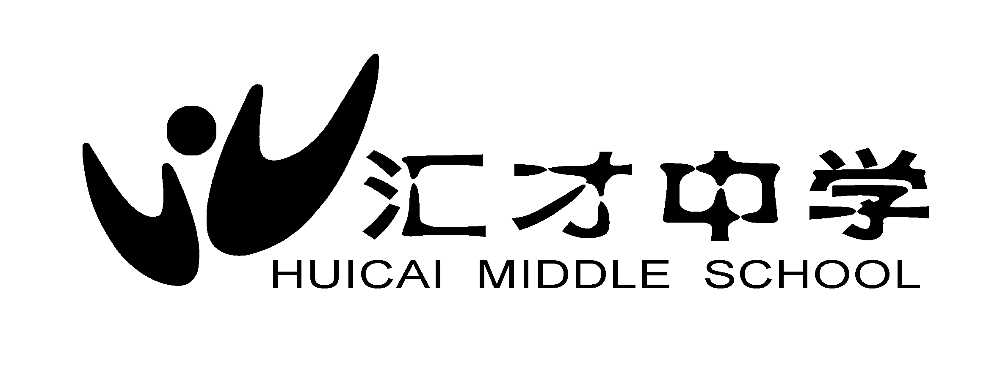 汇才中学
HUICAI MIDDLE SCHOOL